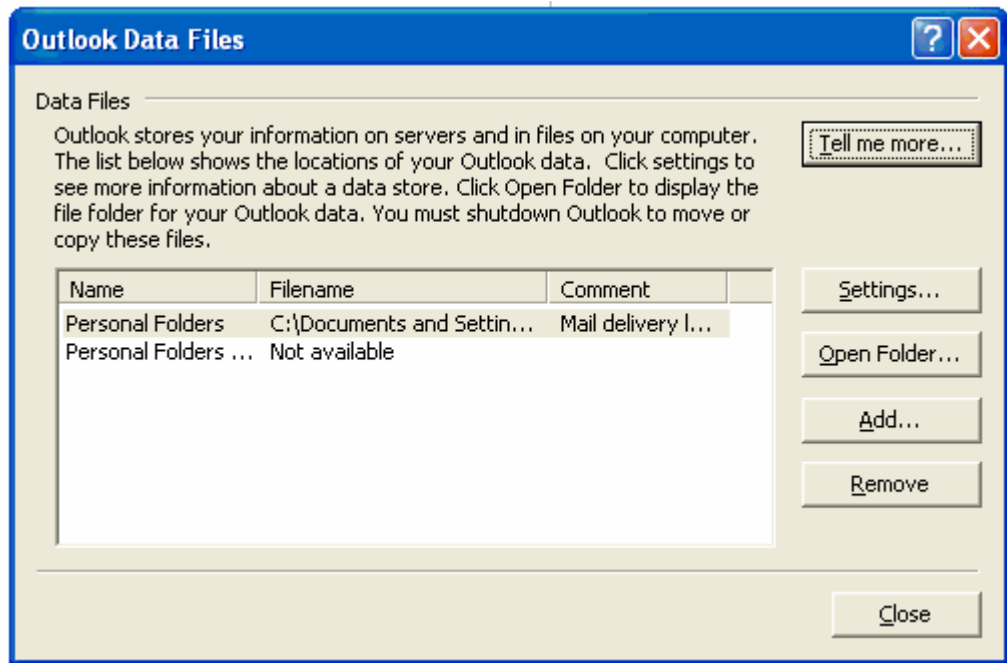 Outlook Data Files
Data Files
Outlook stores your information on servers and in files on your computer.
The list below shows the locations of your Outlook data. Click settings to
see more information about a data store. Click Open Folder to display the
file folder for your Outlook data. You must shutdown Outlook to move or
copy these files.
Tell me more...
Name Filename Comment
Personal Folders C:\Documents and Settin... Mail delivery l...
Personal Folders ... Not available
Settings...
Open Folder...
Add...
Remove
Close